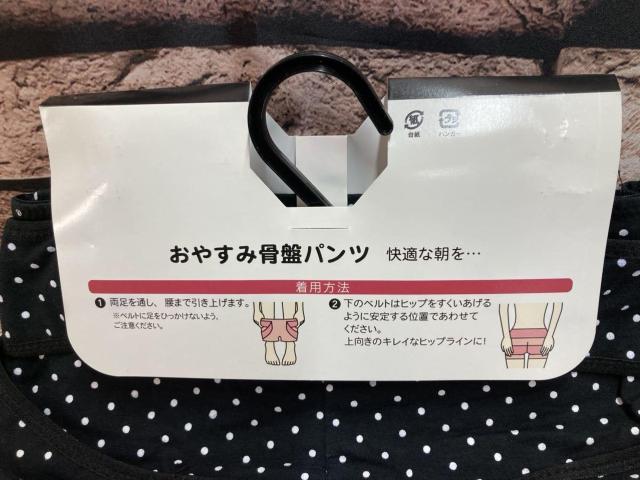 紙
プラ
台紙
ハンガー
おやすみ骨盤パンツ 快適な朝を…
着用方法
❶ 両足を通し、腰まで引き上げます。
※ベルトに足をひっかけないよう、
ご注意ください。
❷ 下のベルトはヒップをすくいあげる
ように安定する位置であわせて
ください。
上向きのキレイなヒップラインに!